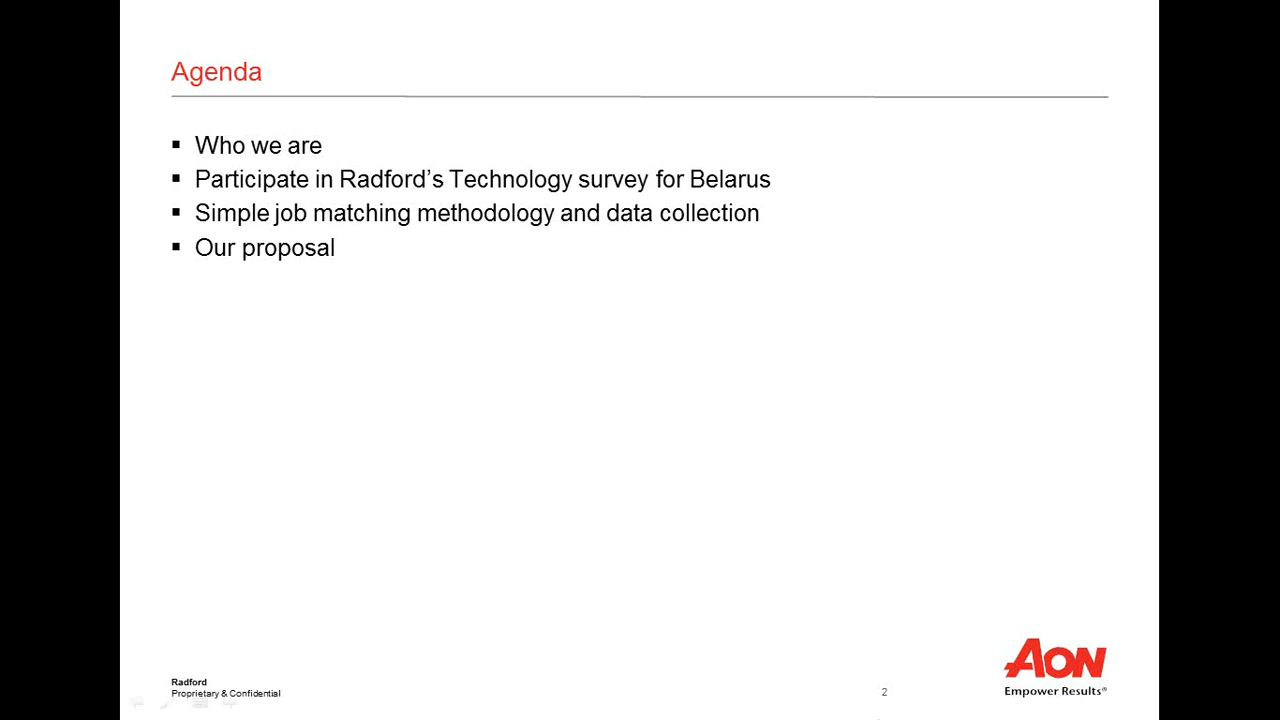 Agenda
▪ Who we are
▪ Participate in Radford’s Technology survey for Belarus
▪ Simple job matching methodology and data collection
▪ Our proposal
Radford
Proprietary & Confidential
2
AON
Empower Results®